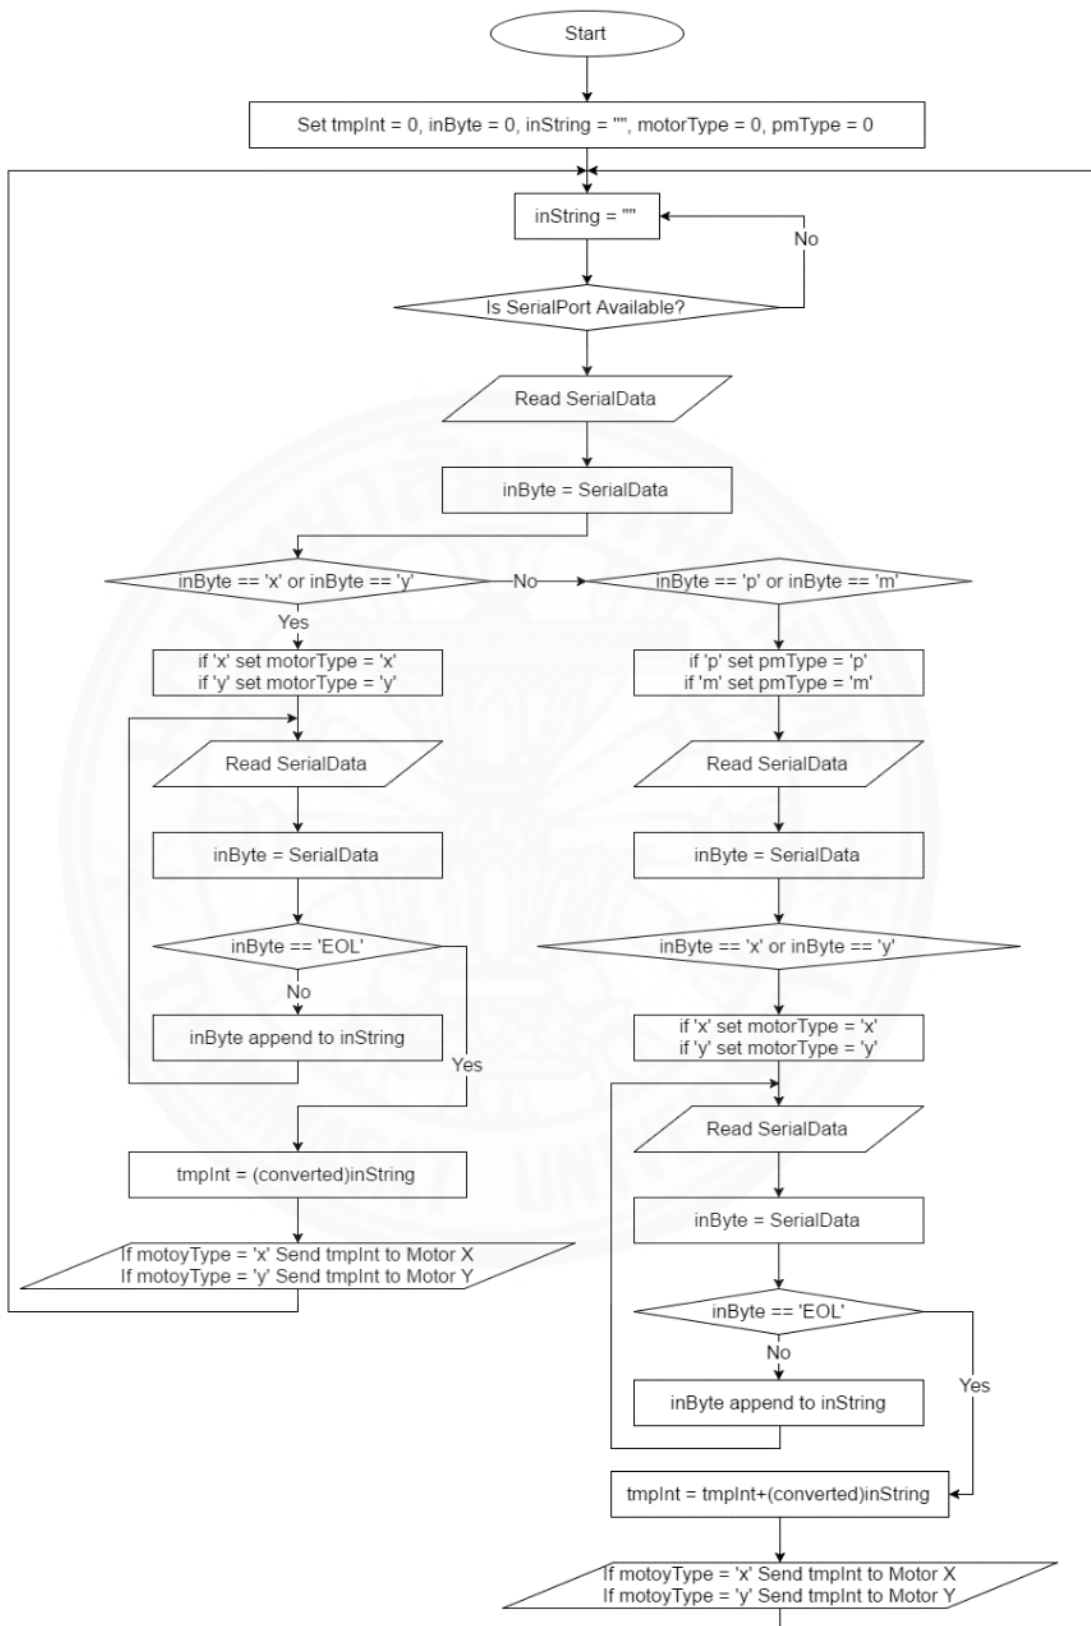 Start
Set tmpInt = 0, inByte = 0, inString = "", motorType = 0, pmType = 0
inString = ""
No
Is SerialPort Available?
Read SerialData
inByte = SerialData
inByte == 'x' or inByte == 'y'
No
inByte == 'p' or inByte == 'm'
Yes
if 'x' set motorType = 'x'
if 'y' set motorType = 'y'
if 'p' set pmType = 'p'
if 'm' set pmType = 'm'
Read SerialData
Read SerialData
inByte = SerialData
inByte = SerialData
inByte == 'EOL'
inByte == 'x' or inByte == 'y'
No
inByte append to inString
if 'x' set motorType = 'x'
if 'y' set motorType = 'y'
Yes
Read SerialData
tmpInt = (converted)inString
inByte = SerialData
If motoyType = 'x' Send tmpInt to Motor X
If motoyType = 'y' Send tmpInt to Motor Y
inByte == 'EOL'
No
Yes
inByte append to inString
tmpInt = tmpInt+(converted)inString
If motoyType = 'x' Send tmpInt to Motor X
If motoyType = 'y' Send tmpInt to Motor Y